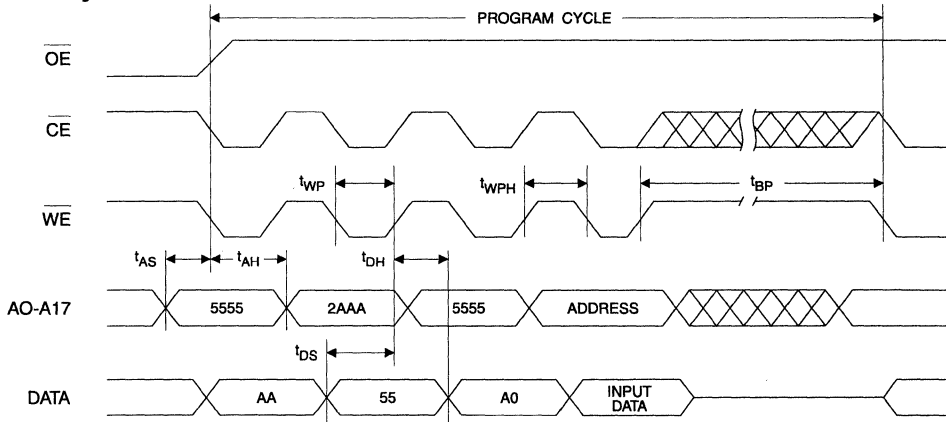 PROGRAM CYCLE
OE
CE
tWP
tWPH
tBP
WE
tAS
tAH
tDH
AO-A17
5555
2AAA
5555
ADDRESS
tDS
DATA
AA
55
A0
INPUT
DATA